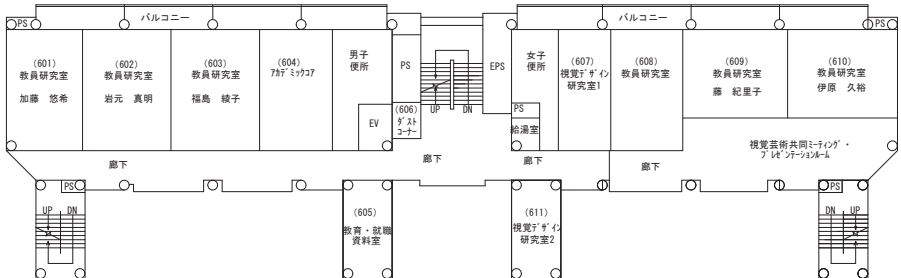 バルコニー
バルコニー
PS
PS
(601)
教員研究室
加藤　悠希
(602)
教員研究室
岩元　真明
(603)
教員研究室
福島　綾子
(604)
アカデミックコア
男子
便所
EV
PS
(606)
ダスト
コーナー
UP
DN
EPS
女子
便所
PS
給湯室
(607)
視覚デザイン
研究室1
(608)
教員研究室
(609)
教員研究室
藤　紀里子
(610)
教員研究室
伊原　久裕
視覚芸術共同ミーティング・
プレゼンテーションルーム
廊下
廊下
廊下
廊下
PS
UP
DN
(605)
教育・就職
資料室
(611)
視覚デザイン
研究室2
PS
DN
UP